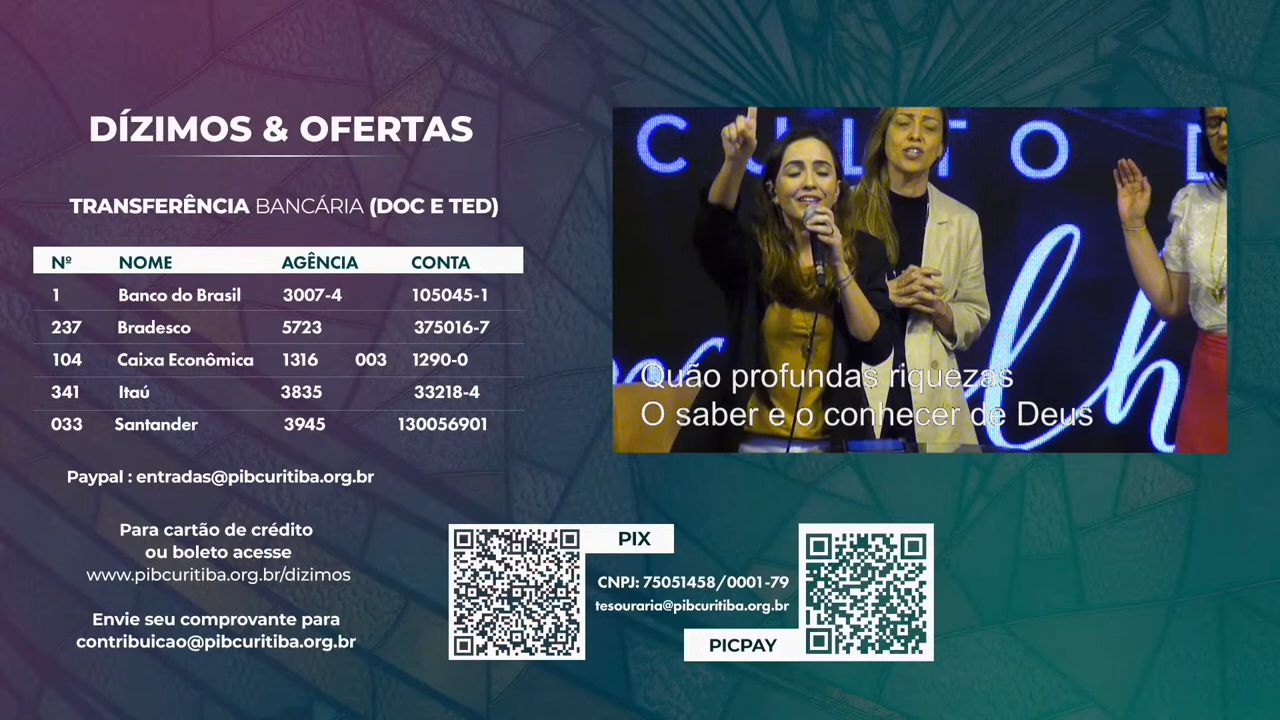 DÍZIMOS & OFERTAS
TRANSFERÊNCIA BANCÁRIA (DOC E TED)
Nº NOME AGÊNCIA CONTA
1 Banco do Brasil 3007-4 105045-1
237 Bradesco 5723 375016-7
104 Caixa Econômica 1316 003 1290-0
341 Itaú 3835 33218-4
033 Santander 3945 130056901
Paypal : entradas@pibcuritiba.org.br
Para cartão de crédito
ou boleto acesse
www.pibcuritiba.org.br/dizimos
Envie seu comprovante para
contribuicao@pibcuritiba.org.br
CULTO D
Quão profundas riquezas
O saber e o conhecer de Deus
PIX
CNPJ: 75051458/0001-79
tesouraria@pibcuritiba.org.br
PICPAY